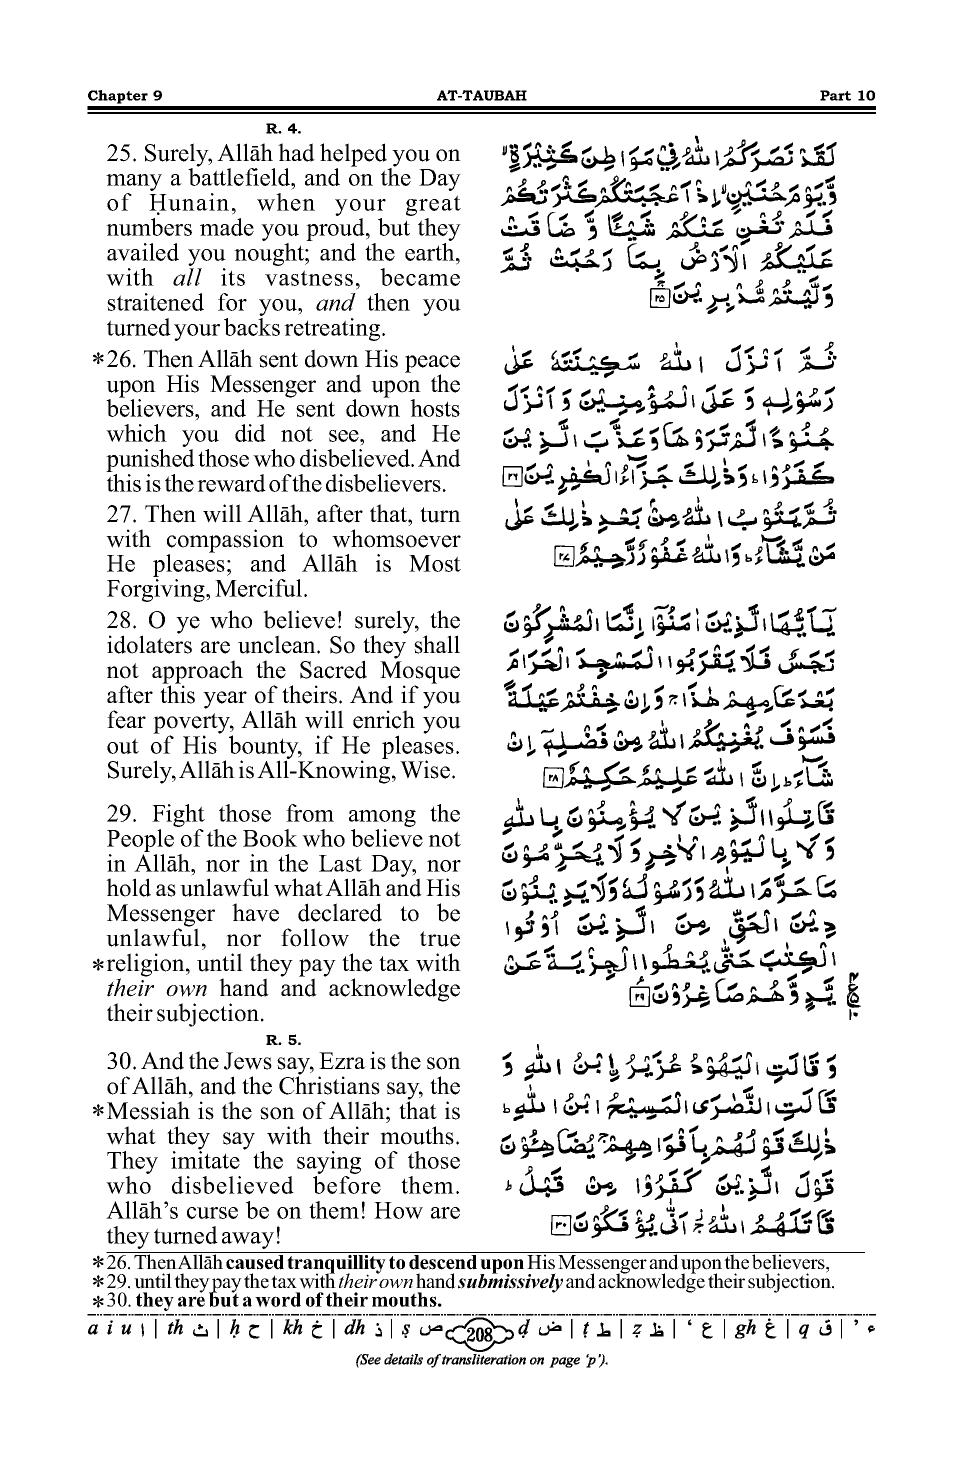 Chapter 9 AT-TAUBAH Part 10
R. 4.
25. Surely, Allāh had helped you on
many a battlefield, and on the Day
of Ḥunain, when your great
numbers made you proud, but they
availed you nought; and the earth,
with all its vastness, became
straitened for you, and then you
turned your backs retreating.
*26. Then Allāh sent down His peace
upon His Messenger and upon the
believers, and He sent down hosts
which you did not see, and He
punished those who disbelieved. And
this is the reward of the disbelievers.
27. Then will Allāh, after that, turn
with compassion to whomsoever
He pleases; and Allāh is Most
Forgiving, Merciful.
28. O ye who believe! surely, the
idolaters are unclean. So they shall
not approach the Sacred Mosque
after this year of theirs. And if you
fear poverty, Allāh will enrich you
out of His bounty, if He pleases.
Surely, Allāh is All-Knowing, Wise.
29. Fight those from among the
People of the Book who believe not
in Allāh, nor in the Last Day, nor
hold as unlawful what Allāh and His
Messenger have declared to be
unlawful, nor follow the true
*religion, until they pay the tax with
their own hand and acknowledge
their subjection.
R. 5.
30. And the Jews say, Ezra is the son
of Allāh, and the Christians say, the
*Messiah is the son of Allāh; that is
what they say with their mouths.
They imitate the saying of those
who disbelieved before them.
Allāh's curse be on them! How are
they turned away!
لَقَدْ نَصَرَكُمُ اللّٰهُ فِيْ مَوَاطِنَ كَثِيْرَةٍ ۙ
وَّيَوْمَ حُنَيْنٍ ۙ اِذْ اَعْجَبَتْكُمْ كَثْرَتُكُمْ
فَلَمْ تُغْنِ عَنْكُمْ شَيْئًا وَّ ضَاقَتْ
عَلَيْكُمُ الْاَرْضُ بِمَا رَحُبَتْ ثُمَّ
وَلَّيْتُمْ مُّدْبِرِيْنَ ۚ ۲۵
ثُمَّ اَنْزَلَ اللّٰهُ سَكِيْنَتَهٗ عَلٰى
رَسُوْلِهٖ وَ عَلَى الْمُؤْمِنِيْنَ وَ اَنْزَلَ
جُنُوْدًا لَّمْ تَرَوْهَا وَعَذَّبَ الَّذِيْنَ
كَفَرُوْا ؕ وَذٰلِكَ جَزَآءُ الْكٰفِرِيْنَ ۲۶
ثُمَّ يَتُوْبُ اللّٰهُ مِنْۢ بَعْدِ ذٰلِكَ عَلٰى
مَنْ يَّشَآءُ ؕ وَاللّٰهُ غَفُوْرٌ رَّحِيْمٌ ۲۷
يٰۤاَيُّهَا الَّذِيْنَ اٰمَنُوْۤا اِنَّمَا الْمُشْرِكُوْنَ
نَجَسٌ فَلَا يَقْرَبُوا الْمَسْجِدَ الْحَرَامَ
بَعْدَ عَامِهِمْ هٰذَا ۚ وَاِنْ خِفْتُمْ عَيْلَةً
فَسَوْفَ يُغْنِيْكُمُ اللّٰهُ مِنْ فَضْلِهٖۤ اِنْ
شَآءَ ؕ اِنَّ اللّٰهَ عَلِيْمٌ حَكِيْمٌ ۲۸
قَاتِلُوا الَّذِيْنَ لَا يُؤْمِنُوْنَ بِاللّٰهِ
وَ لَا بِالْيَوْمِ الْاٰخِرِ وَ لَا يُحَرِّمُوْنَ
مَا حَرَّمَ اللّٰهُ وَرَسُوْلُهٗ وَلَا يَدِيْنُوْنَ
دِيْنَ الْحَقِّ مِنَ الَّذِيْنَ اُوْتُوا
الْكِتٰبَ حَتّٰى يُعْطُوا الْجِزْيَةَ عَنْ
يَّدٍ وَّهُمْ صَاغِرُوْنَ ۲۹
وَ قَالَتِ الْيَهُوْدُ عُزَيْرُ اِ۟بْنُ اللّٰهِ وَ
قَالَتِ النَّصٰرَى الْمَسِيْحُ ابْنُ اللّٰهِ ؕ
ذٰلِكَ قَوْلُهُمْ بِاَفْوَاهِهِمْ ۚ يُضَاهِئُوْنَ
قَوْلَ الَّذِيْنَ كَفَرُوْا مِنْ قَبْلُ ؕ
قَاتَلَهُمُ اللّٰهُ ۚ اَنّٰى يُؤْفَكُوْنَ ۳۰
*26. Then Allāh caused tranquillity to descend upon His Messenger and upon the believers,
*29. until they pay the tax with their own hand submissively and acknowledge their subjection.
*30. they are but a word of their mouths.
a i u ا | th ث | ḥ ح | kh خ | dh ذ | ṣ ص 208 ḍ ض | ṭ ط | ẓ ظ | ‘ ع | gh غ | q ق | ’ ء
(See details of transliteration on page 'p').